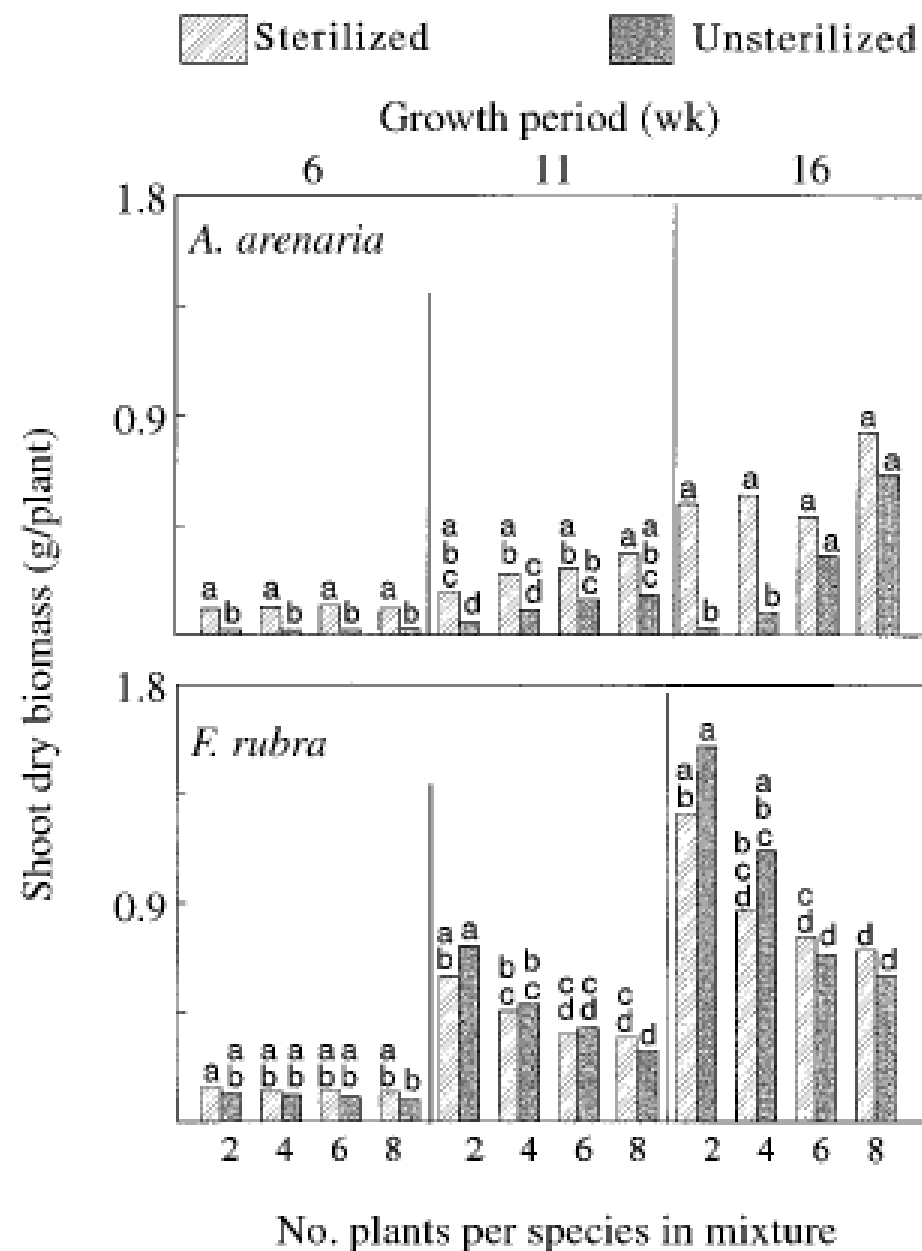 Sterilized Unsterilized
Growth period (wk)
6 11 16
1.8
A. arenaria
0.9
a b a b a b a b
a b c d a b c d a b b c a a b c
a b a b a a a a
Shoot dry biomass (g/plant)
1.8
F. rubra
0.9
a a b a b a b a b a b a b b
a b a b c b c c d c d c d d
a b a b c d a b c c d d d d
2 4 6 8 2 4 6 8 2 4 6 8
No. plants per species in mixture